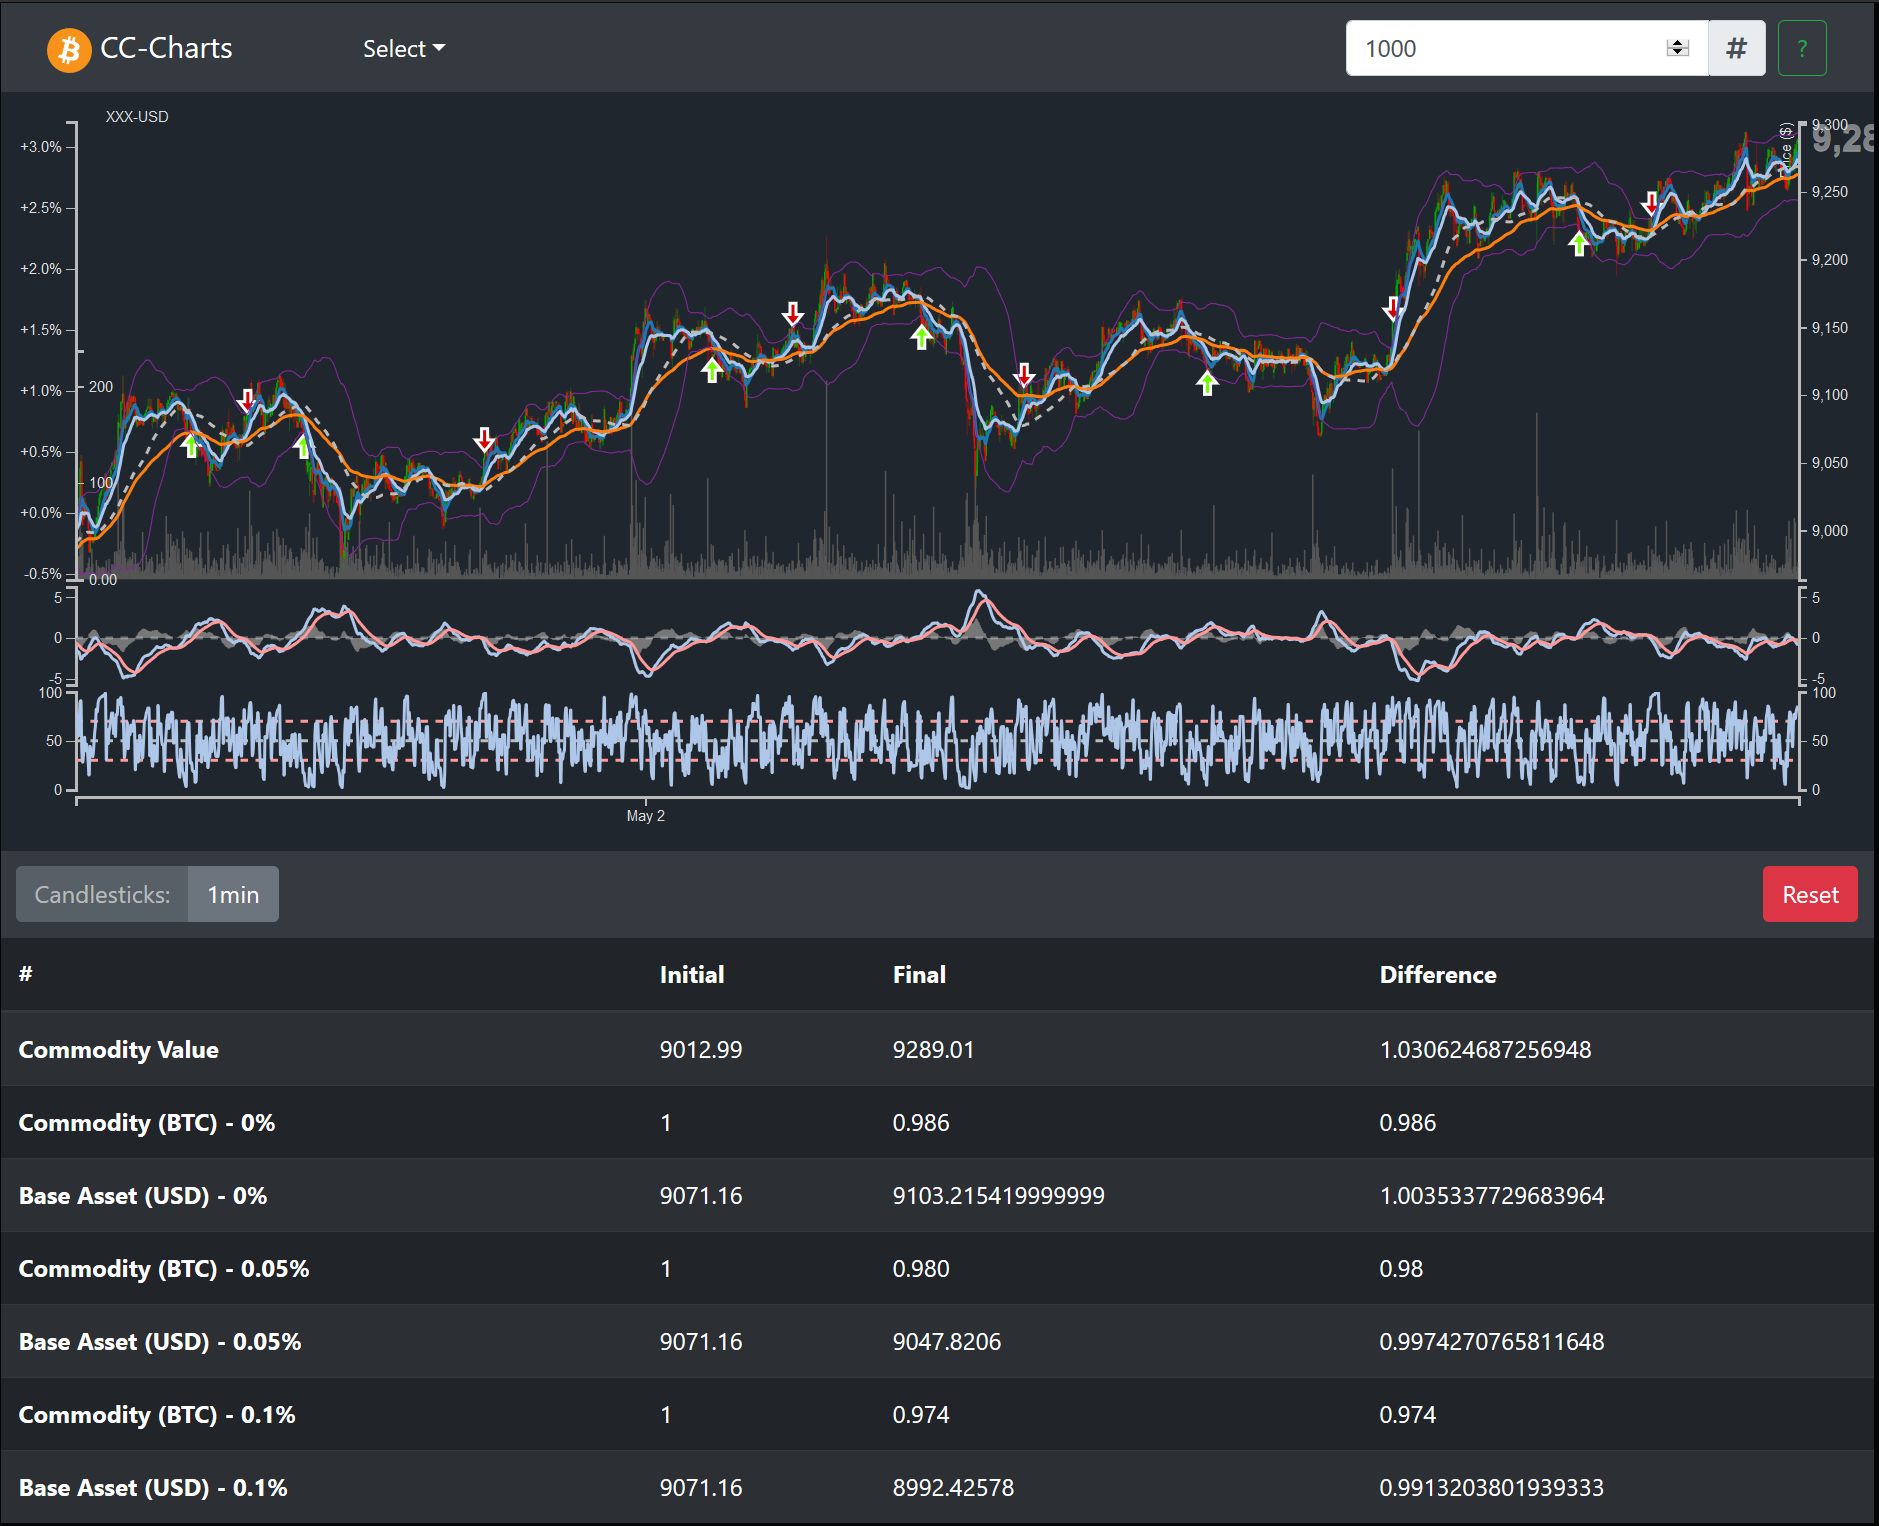 CC-Charts
Select
1000
#
?
XXX-USD
+3.0%
+2.5%
+2.0%
+1.5%
+1.0%
+0.5%
+0.0%
-0.5%
200
100
0.00
9,300
9,28
9,250
9,200
9,150
9,100
9,050
9,000
5
0
-5
5
0
-5
100
50
0
100
50
0
May 2
Candlesticks: 1min
Reset
# Initial Final Difference
Commodity Value 9012.99 9289.01 1.030624687256948
Commodity (BTC) - 0% 1 0.986 0.986
Base Asset (USD) - 0% 9071.16 9103.215419999999 1.0035337729683964
Commodity (BTC) - 0.05% 1 0.980 0.98
Base Asset (USD) - 0.05% 9071.16 9047.8206 0.9974270765811648
Commodity (BTC) - 0.1% 1 0.974 0.974
Base Asset (USD) - 0.1% 9071.16 8992.42578 0.9913203801939333